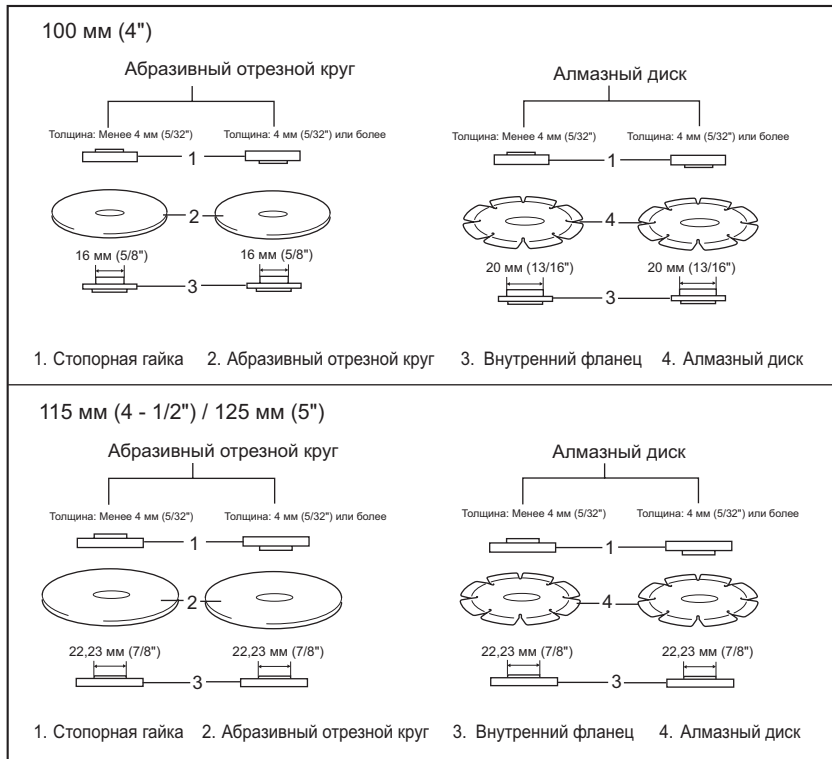 100 мм (4")
Абразивный отрезной круг
Алмазный диск
Толщина: Менее 4 мм (5/32")
Толщина: 4 мм (5/32") или более
Толщина: Менее 4 мм (5/32")
Толщина: 4 мм (5/32") или более
1
1
2
4
16 мм (5/8")
16 мм (5/8")
20 мм (13/16")
20 мм (13/16")
3
3
1. Стопорная гайка 2. Абразивный отрезной круг 3. Внутренний фланец 4. Алмазный диск
115 мм (4 - 1/2") / 125 мм (5")
Абразивный отрезной круг
Алмазный диск
Толщина: Менее 4 мм (5/32")
Толщина: 4 мм (5/32") или более
Толщина: Менее 4 мм (5/32")
Толщина: 4 мм (5/32") или более
1
1
2
4
22,23 мм (7/8")
22,23 мм (7/8")
22,23 мм (7/8")
22,23 мм (7/8")
3
3
1. Стопорная гайка 2. Абразивный отрезной круг 3. Внутренний фланец 4. Алмазный диск